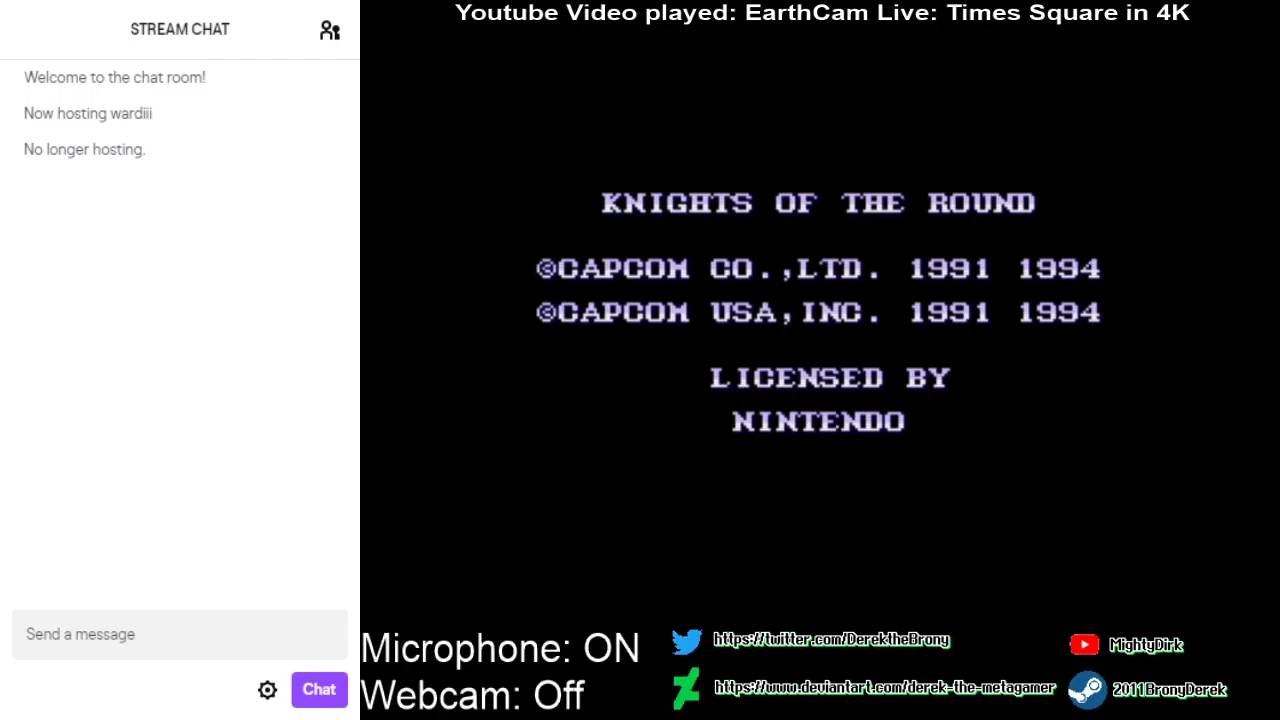 STREAM CHAT
Welcome to the chat room!
Now hosting wardiii
No longer hosting.
Send a message
Chat
Youtube Video played: EarthCam Live: Times Square in 4K
KNIGHTS OF THE ROUND
©CAPCOM CO.,LTD. 1991 1994
©CAPCOM USA,INC. 1991 1994
LICENSED BY
NINTENDO
Microphone: ON
Webcam: Off
https://twitter.com/DerektheBrony
https://www.deviantart.com/derek-the-metagamer
MightyDirk
2011BronyDerek